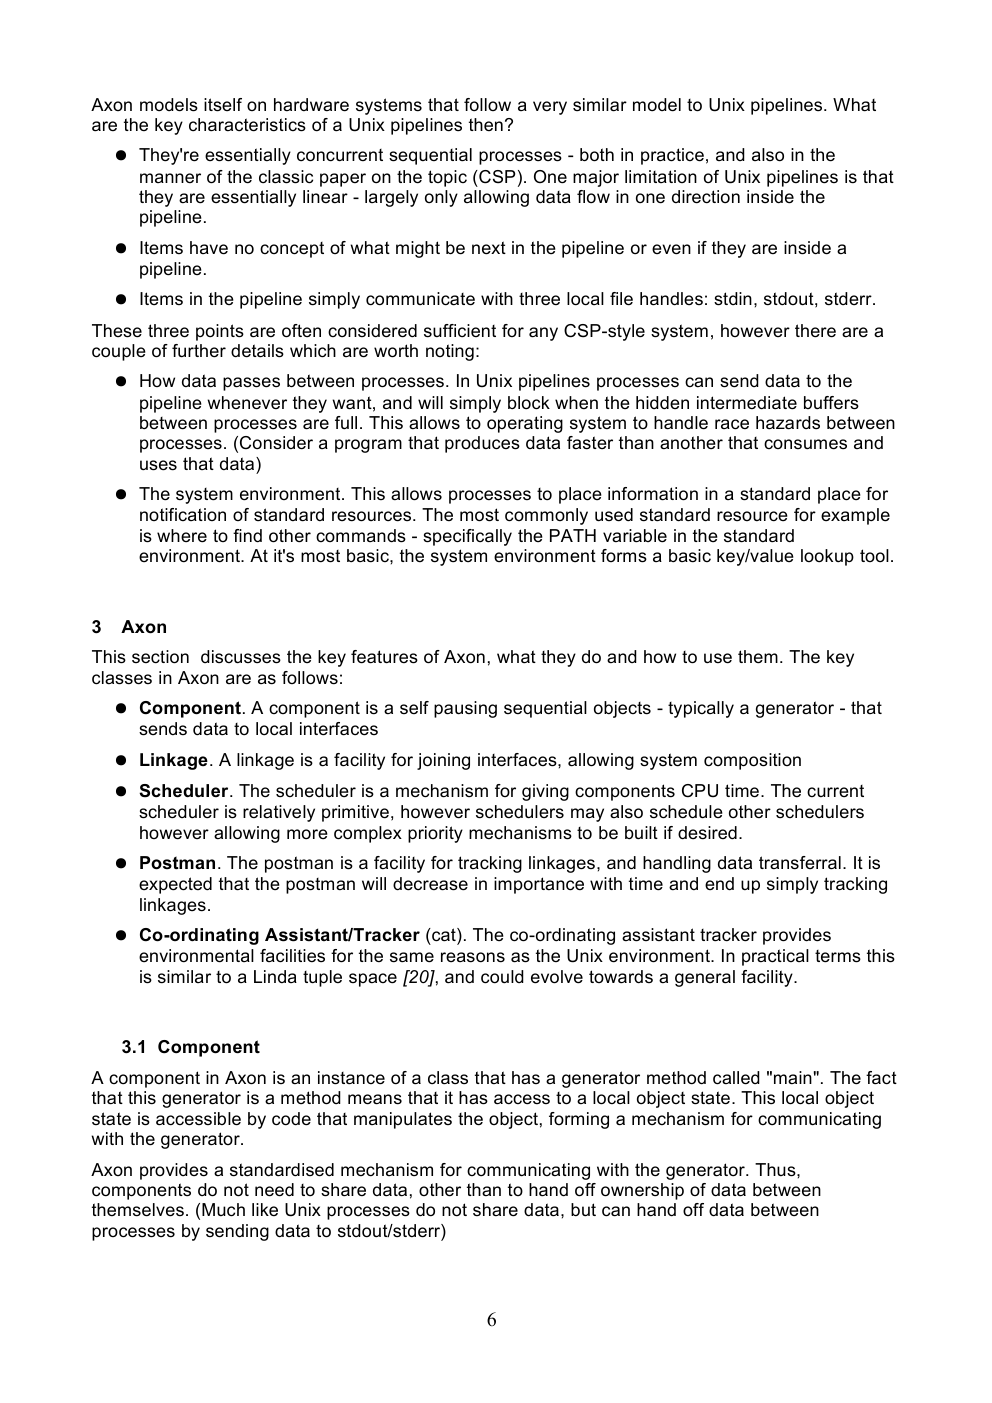 Axon models itself on hardware systems that follow a very similar model to Unix pipelines. What
are the key characteristics of a Unix pipelines then?
● They're essentially concurrent sequential processes - both in practice, and also in the
manner of the classic paper on the topic (CSP). One major limitation of Unix pipelines is that
they are essentially linear - largely only allowing data flow in one direction inside the
pipeline.
● Items have no concept of what might be next in the pipeline or even if they are inside a
pipeline.
● Items in the pipeline simply communicate with three local file handles: stdin, stdout, stderr.
These three points are often considered sufficient for any CSP-style system, however there are a
couple of further details which are worth noting:
● How data passes between processes. In Unix pipelines processes can send data to the
pipeline whenever they want, and will simply block when the hidden intermediate buffers
between processes are full. This allows to operating system to handle race hazards between
processes. (Consider a program that produces data faster than another that consumes and
uses that data)
● The system environment. This allows processes to place information in a standard place for
notification of standard resources. The most commonly used standard resource for example
is where to find other commands - specifically the PATH variable in the standard
environment. At it's most basic, the system environment forms a basic key/value lookup tool.
3 Axon
This section discusses the key features of Axon, what they do and how to use them. The key
classes in Axon are as follows:
● Component. A component is a self pausing sequential objects - typically a generator - that
sends data to local interfaces
● Linkage. A linkage is a facility for joining interfaces, allowing system composition
● Scheduler. The scheduler is a mechanism for giving components CPU time. The current
scheduler is relatively primitive, however schedulers may also schedule other schedulers
however allowing more complex priority mechanisms to be built if desired.
● Postman. The postman is a facility for tracking linkages, and handling data transferral. It is
expected that the postman will decrease in importance with time and end up simply tracking
linkages.
● Co-ordinating Assistant/Tracker (cat). The co-ordinating assistant tracker provides
environmental facilities for the same reasons as the Unix environment. In practical terms this
is similar to a Linda tuple space [20], and could evolve towards a general facility.
3.1 Component
A component in Axon is an instance of a class that has a generator method called "main". The fact
that this generator is a method means that it has access to a local object state. This local object
state is accessible by code that manipulates the object, forming a mechanism for communicating
with the generator.
Axon provides a standardised mechanism for communicating with the generator. Thus,
components do not need to share data, other than to hand off ownership of data between
themselves. (Much like Unix processes do not share data, but can hand off data between
processes by sending data to stdout/stderr)
6